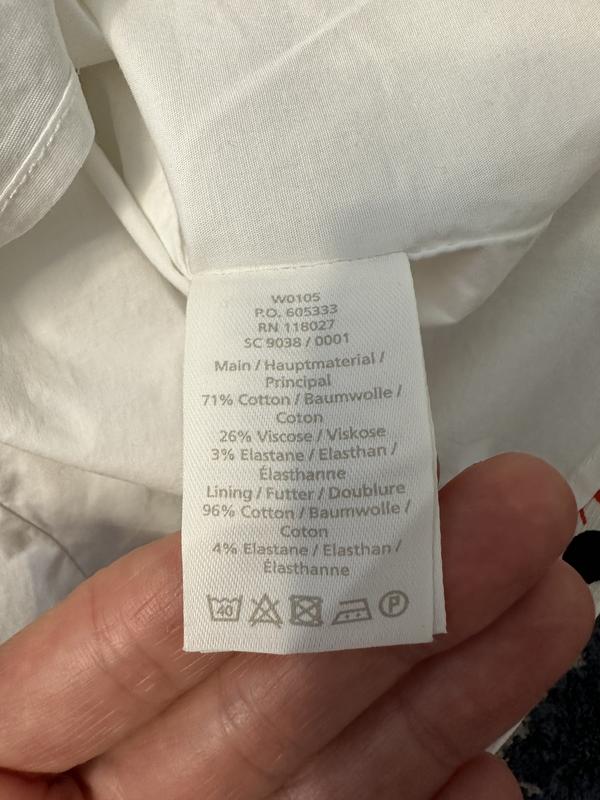 W0105
P.O. 605333
RN 118027
SC 9038 / 0001
Main / Hauptmaterial /
Principal
71% Cotton / Baumwolle /
Coton
26% Viscose / Viskose
3% Elastane / Elasthan /
Élasthanne
Lining / Futter / Doublure
96% Cotton / Baumwolle /
Coton
4% Elastane / Elasthan /
Élasthanne
40 P